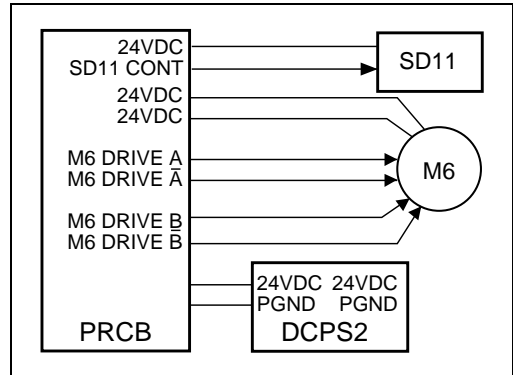 24VDC
SD11 CONT
24VDC
24VDC
M6 DRIVE A
M6 DRIVE A̅
M6 DRIVE B
M6 DRIVE B̅
PRCB
SD11
M6
24VDC 24VDC
PGND PGND
DCPS2